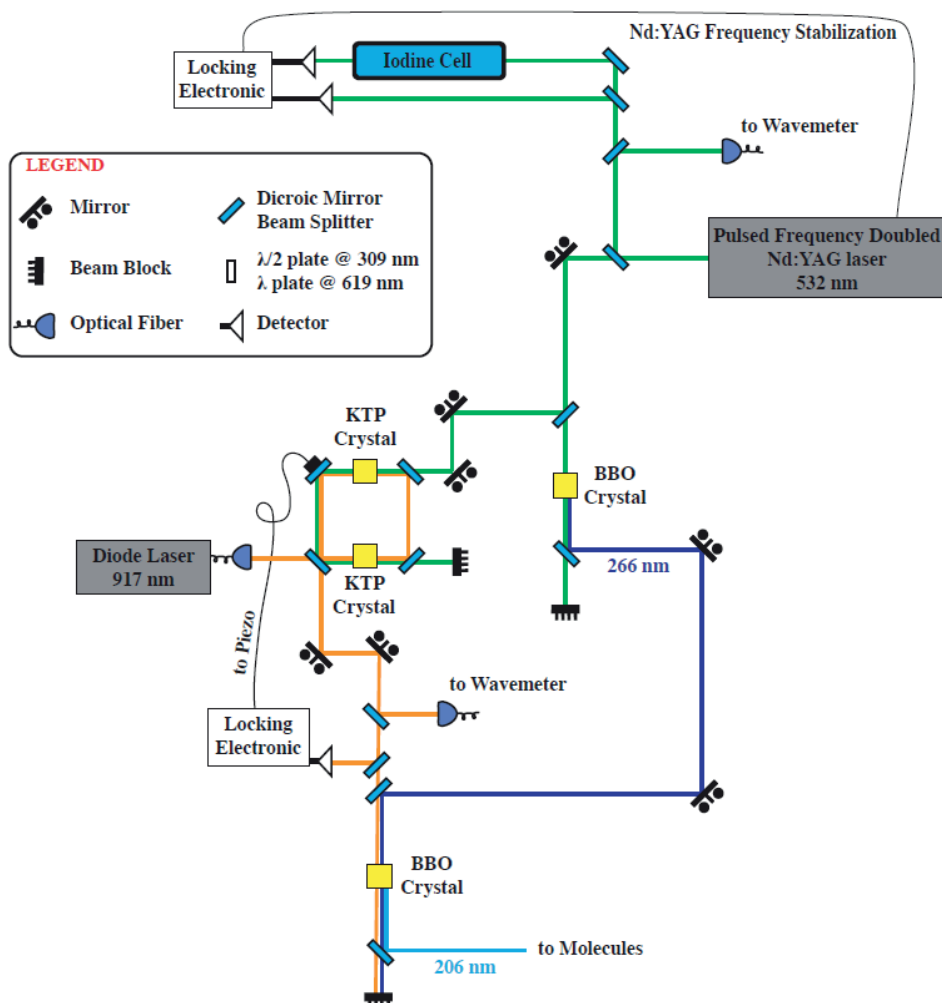 Nd:YAG Frequency Stabilization
Locking
Electronic
Iodine Cell
to Wavemeter
LEGEND
Mirror
Dicroic Mirror
Beam Splitter
Beam Block
λ/2 plate @ 309 nm
λ plate @ 619 nm
Optical Fiber
Detector
Pulsed Frequency Doubled
Nd:YAG laser
532 nm
KTP
Crystal
BBO
Crystal
Diode Laser
917 nm
KTP
Crystal
266 nm
to Piezo
to Wavemeter
Locking
Electronic
BBO
Crystal
to Molecules
206 nm